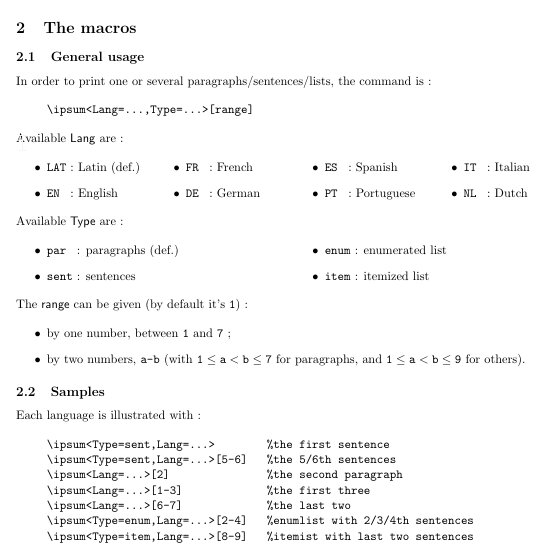 2 The macros
2.1 General usage
In order to print one or several paragraphs/sentences/lists, the command is :
\ipsum<Lang=...,Type=...>[range]
Available Lang are :
• LAT : Latin (def.) • FR : French • ES : Spanish • IT : Italian
• EN : English • DE : German • PT : Portuguese • NL : Dutch
Available Type are :
• par : paragraphs (def.) • enum : enumerated list
• sent : sentences • item : itemized list
The range can be given (by default it's 1) :
• by one number, between 1 and 7 ;
• by two numbers, a-b (with 1 ≤ a < b ≤ 7 for paragraphs, and 1 ≤ a < b ≤ 9 for others).
2.2 Samples
Each language is illustrated with :
\ipsum<Type=sent,Lang=...> %the first sentence
\ipsum<Type=sent,Lang=...>[5-6] %the 5/6th sentences
\ipsum<Lang=...>[2] %the second paragraph
\ipsum<Lang=...>[1-3] %the first three
\ipsum<Lang=...>[6-7] %the last two
\ipsum<Type=enum,Lang=...>[2-4] %enumlist with 2/3/4th sentences
\ipsum<Type=item,Lang=...>[8-9] %itemist with last two sentences